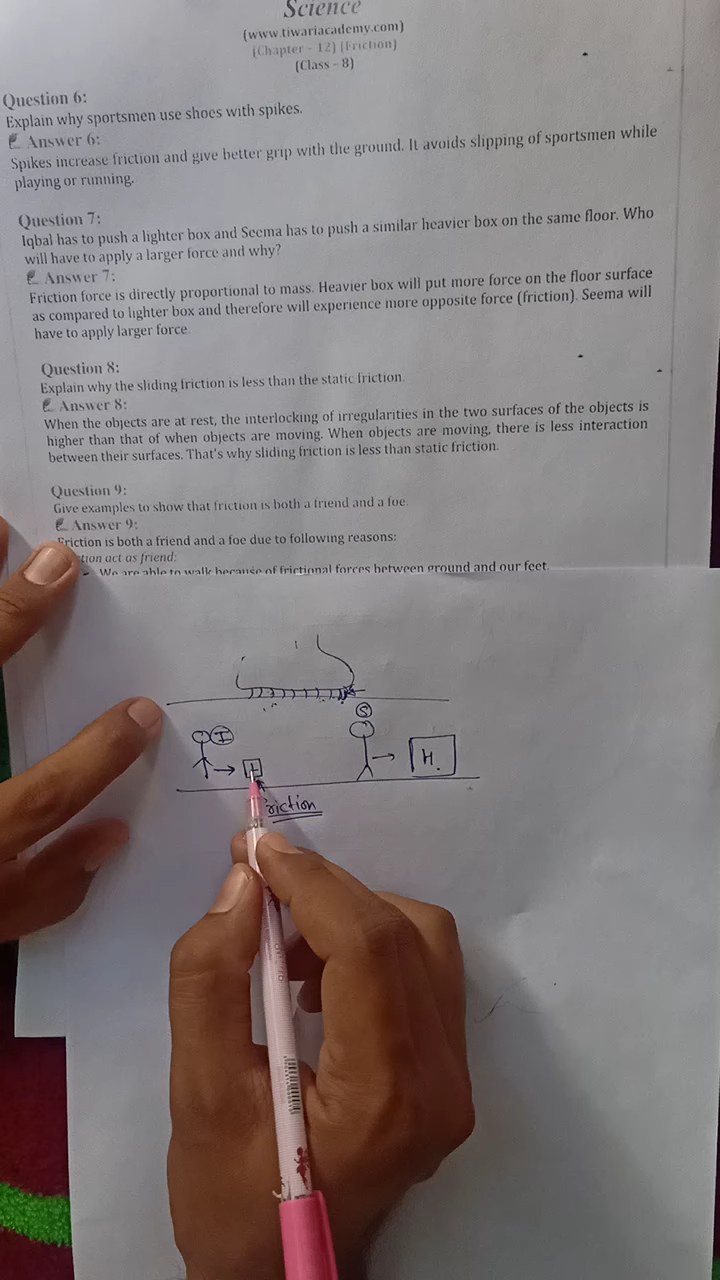 Science
(www.tiwariacademy.com)
(Chapter - 12) (Friction)
(Class - 8)
Question 6:
Explain why sportsmen use shoes with spikes.
Answer 6:
Spikes increase friction and give better grip with the ground. It avoids slipping of sportsmen while
playing or running.
Question 7:
Iqbal has to push a lighter box and Seema has to push a similar heavier box on the same floor. Who
will have to apply a larger force and why?
Answer 7:
Friction force is directly proportional to mass. Heavier box will put more force on the floor surface
as compared to lighter box and therefore will experience more opposite force (friction). Seema will
have to apply larger force.
Question 8:
Explain why the sliding friction is less than the static friction.
Answer 8:
When the objects are at rest, the interlocking of irregularities in the two surfaces of the objects is
higher than that of when objects are moving. When objects are moving, there is less interaction
between their surfaces. That's why sliding friction is less than static friction.
Question 9:
Give examples to show that friction is both a friend and a foe.
Answer 9:
Friction is both a friend and a foe due to following reasons:
act as friend:
We are able to walk because of frictional forces between ground and our feet.
S
I
H.
friction